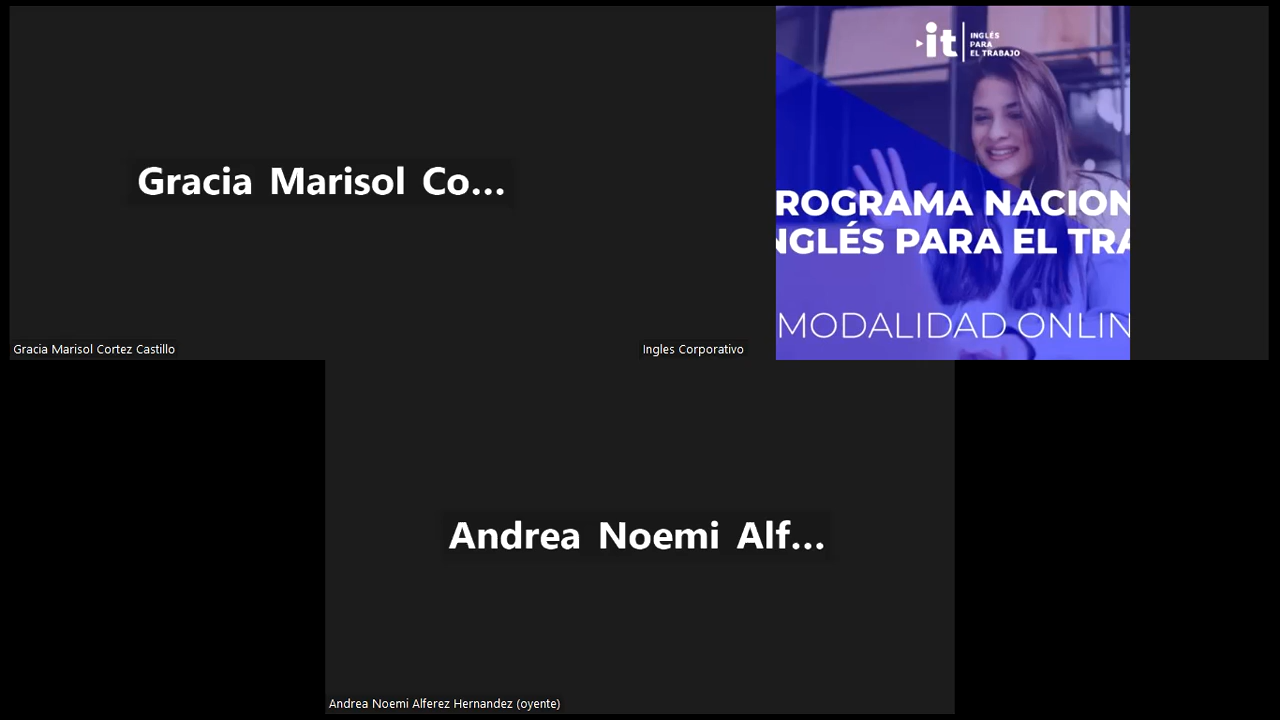 Gracia Marisol Co...
Gracia Marisol Cortez Castillo
it
INGLÉS
PARA
EL TRABAJO
ROGRAMA NACION
NGLÉS PARA EL TRA
MODALIDAD ONLIN
Ingles Corporativo
Andrea Noemi Alf...
Andrea Noemi Alferez Hernandez (oyente)